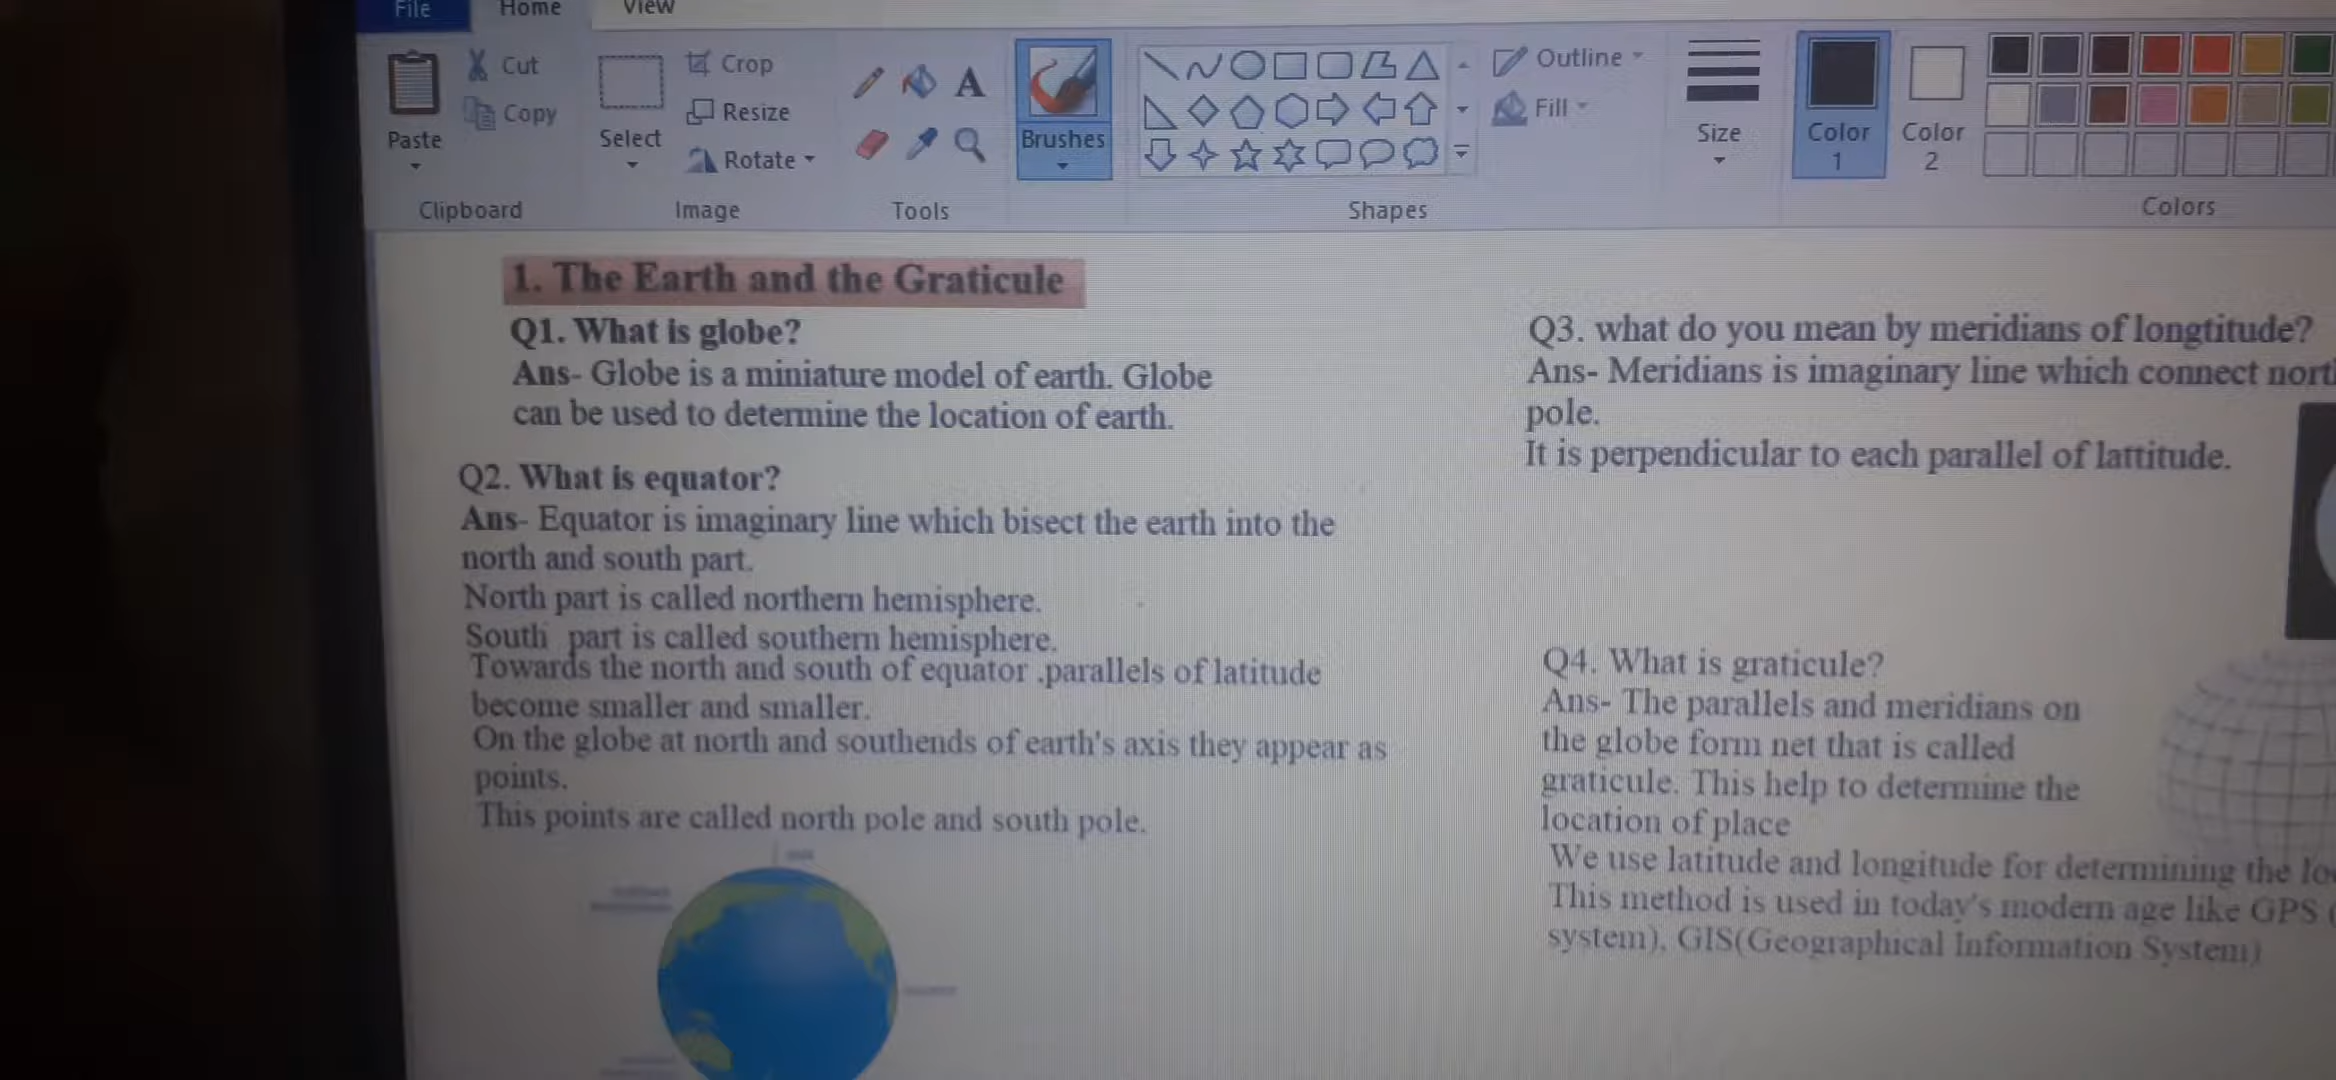 File Home View
Paste
Cut
Copy
Clipboard
Select
Crop
Resize
Rotate
Image
A
Tools
Brushes
Shapes
Outline
Fill
Size
Color 1
Color 2
Colors
1. The Earth and the Graticule
Q1. What is globe?
Ans- Globe is a miniature model of earth. Globe
can be used to determine the location of earth.
Q2. What is equator?
Ans- Equator is imaginary line which bisect the earth into the
north and south part.
North part is called northern hemisphere.
South part is called southern hemisphere.
Towards the north and south of equator .parallels of latitude
become smaller and smaller.
On the globe at north and southends of earth's axis they appear as
points.
This points are called north pole and south pole.
Q3. what do you mean by meridians of longtitude?
Ans- Meridians is imaginary line which connect
pole.
It is perpendicular to each parallel of lattitude.
Q4. What is graticule?
Ans- The parallels and meridians on
the globe form net that is called
graticule. This help to determine the
location of place
We use latitude and longitude for determining the
This method is used in today's modern age like GPS (
system), GIS(Geographical Information System)